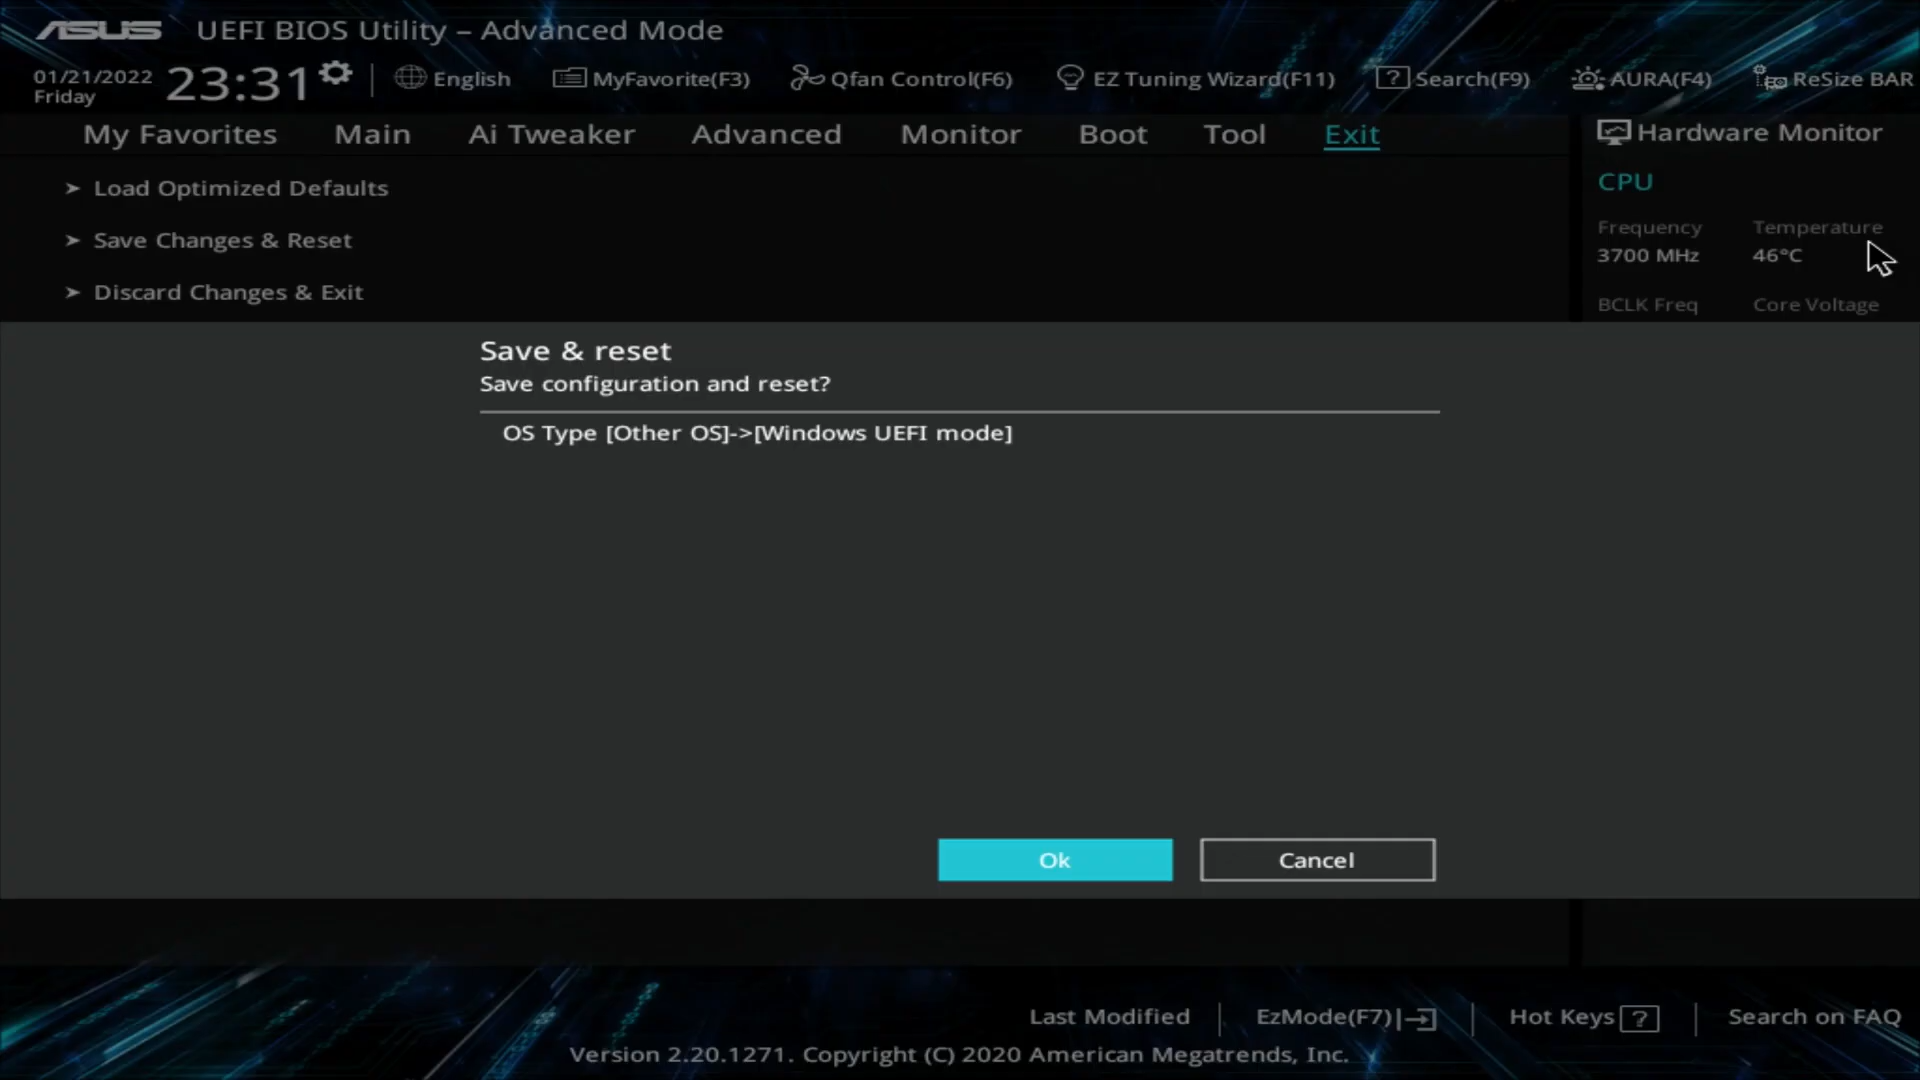 ASUS UEFI BIOS Utility – Advanced Mode
01/21/2022 23:31 English MyFavorite(F3) Qfan Control(F6) EZ Tuning Wizard(F11) ? Search(F9) AURA(F4) ReSize BAR
Friday
My Favorites Main Ai Tweaker Advanced Monitor Boot Tool Exit Hardware Monitor
➤ Load Optimized Defaults
➤ Save Changes & Reset
➤ Discard Changes & Exit
CPU
Frequency Temperature
3700 MHz 46°C
BCLK Freq Core Voltage
Save & reset
Save configuration and reset?
OS Type [Other OS]->[Windows UEFI mode]
Ok Cancel
Last Modified EzMode(F7) Hot Keys ? Search on FAQ
Version 2.20.1271. Copyright (C) 2020 American Megatrends, Inc.